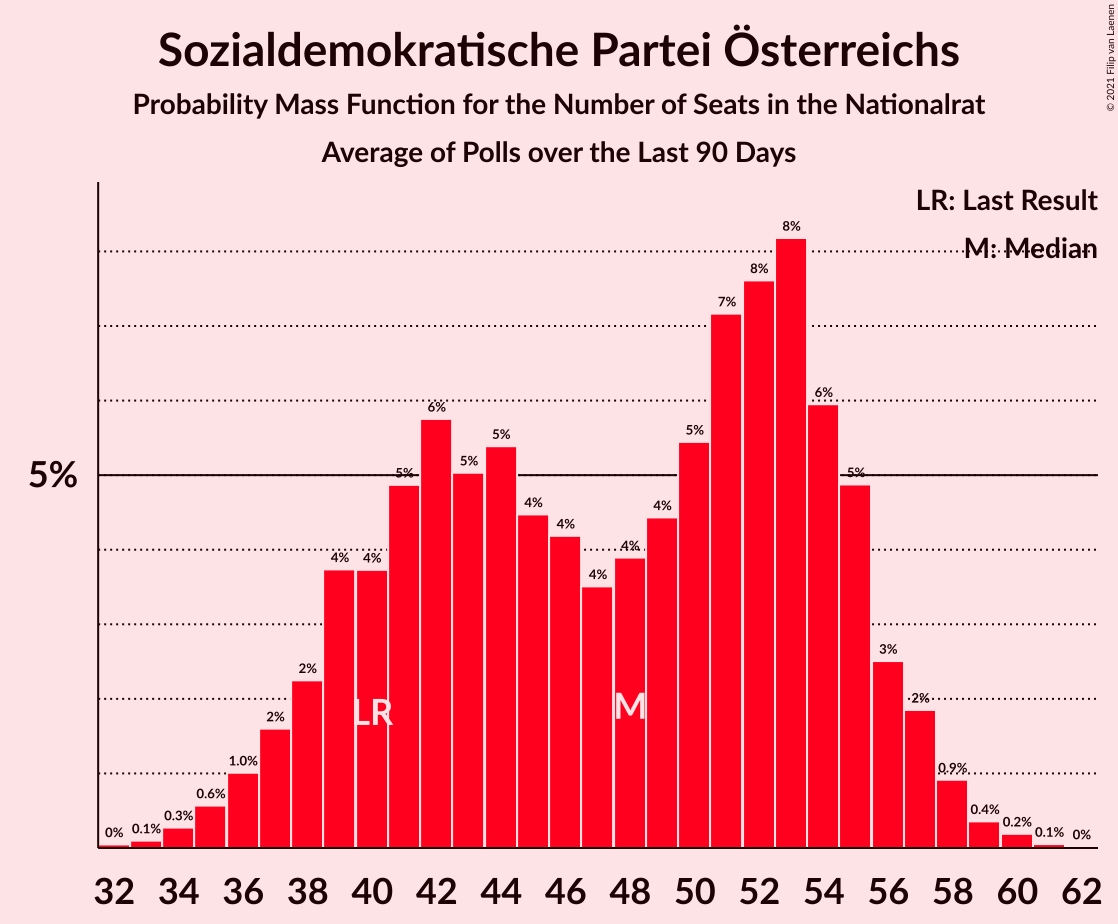 Sozialdemokratische Partei Österreichs
Probability Mass Function for the Number of Seats in the Nationalrat
Average of Polls over the Last 90 Days
© 2021 Filip van Laenen
LR: Last Result
M: Median
5%
0% 0.1% 0.3% 0.6% 1.0% 2% 2% 4% 4% 5% 6% 5% 5% 4% 4% 4% 4% 4% 5% 7% 8% 8% 6% 5% 3% 2% 0.9% 0.4% 0.2% 0.1% 0%
LR M
32 34 36 38 40 42 44 46 48 50 52 54 56 58 60 62